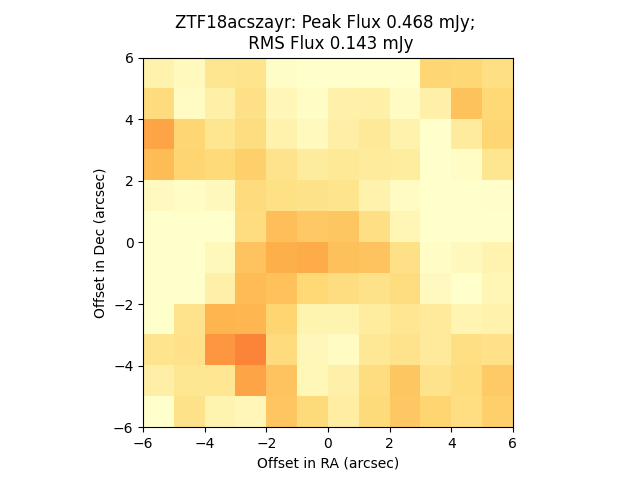 ZTF18acszayr: Peak Flux 0.468 mJy;
RMS Flux 0.143 mJy
6
4
2
0
−2
−4
−6
Offset in Dec (arcsec)
−6 −4 −2 0 2 4 6
Offset in RA (arcsec)